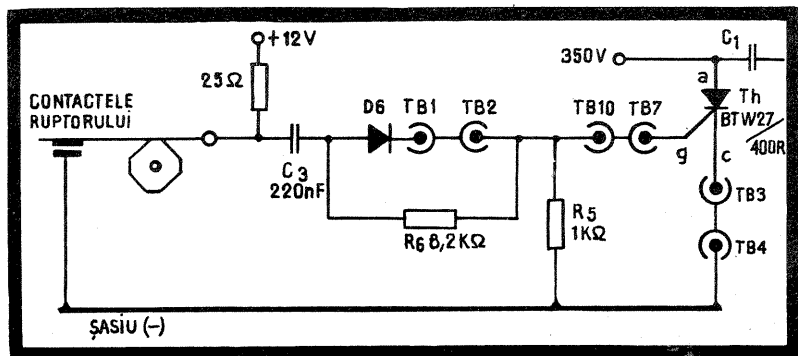 +12V
350V
C1
25Ω
a
Th
CONTACTELE
RUPTORULUI
D6
TB1
TB2
TB10
TB7
BTW27/400R
C3
220nF
g
c
TB3
R6 8,2KΩ
R5
1KΩ
TB4
ŞASIU (-)